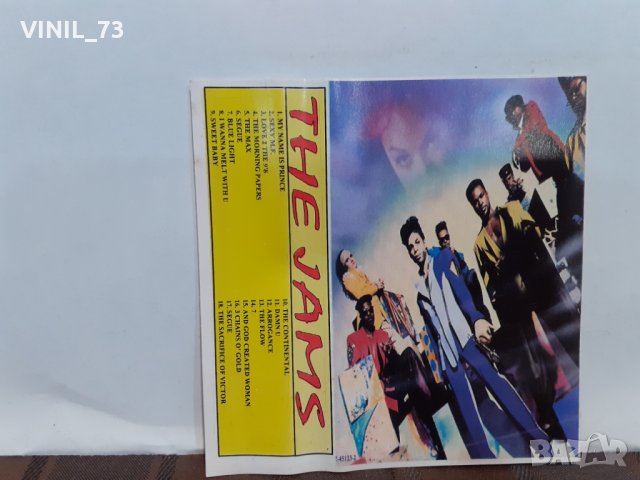 VINIL_73
THE JAMS
1. MY NAME IS PRINCE
2. SEXY M.F.
3. LOVE 2 THE 9'S
4. THE MORNING PAPERS
5. THE MAX
6. SEGUE
7. BLUE LIGHT
8. I WANNA MELT WITH U
9. SWEET BABY
10. THE CONTINENTAL
11. DAMN U
12. ARROGANCE
13. THE FLOW
14. 7
15. AND GOD CREATED WOMAN
16. 3 CHAINS O' GOLD
17. SEGUE
18. THE SACRIFICE OF VICTOR
BAZAR